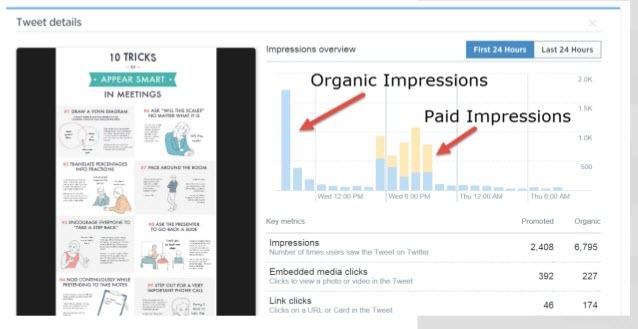 Tweet details
10 TRICKS
TO
APPEAR SMART
IN MEETINGS
#1 DRAW A VENN DIAGRAM
#6 ASK "WILL THIS SCALE?"
NO MATTER WHAT IT IS
#2 TRANSLATE PERCENTAGES
INTO FRACTIONS
#7 PACE AROUND THE ROOM
#3 ENCOURAGE EVERYONE TO
"TAKE A STEP BACK"
#8 ASK THE PRESENTER
TO GO BACK A SLIDE
#4 NOD CONTINUOUSLY WHILE
PRETENDING TO TAKE NOTES
#9 STEP OUT FOR A VERY
IMPORTANT PHONE CALL
Impressions overview
First 24 Hours
Last 24 Hours
Organic Impressions
Paid Impressions
2.0K
1.5K
1.0K
500
Wed 12:00 PM
Wed 6:00 PM
Thu 12:00 AM
Thu 6:00 AM
Key metrics
Promoted
Organic
Impressions
Number of times users saw the Tweet on Twitter
2,408
6,795
Embedded media clicks
Clicks to view a photo or video in the Tweet
392
227
Link clicks
Clicks on a URL or Card in the Tweet
46
174